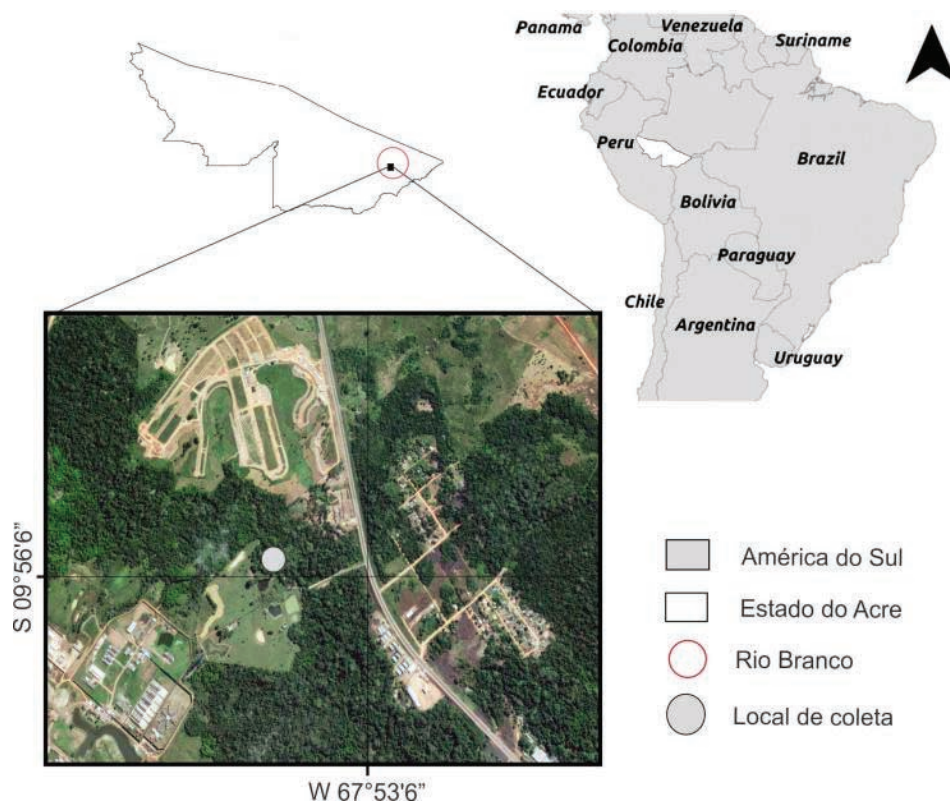 Panama
Venezuela
Colombia
Suriname
Ecuador
Peru
Brazil
Bolivia
Paraguay
Chile
Argentina
Uruguay
S 09°56'6"
W 67°53'6"
América do Sul
Estado do Acre
Rio Branco
Local de coleta